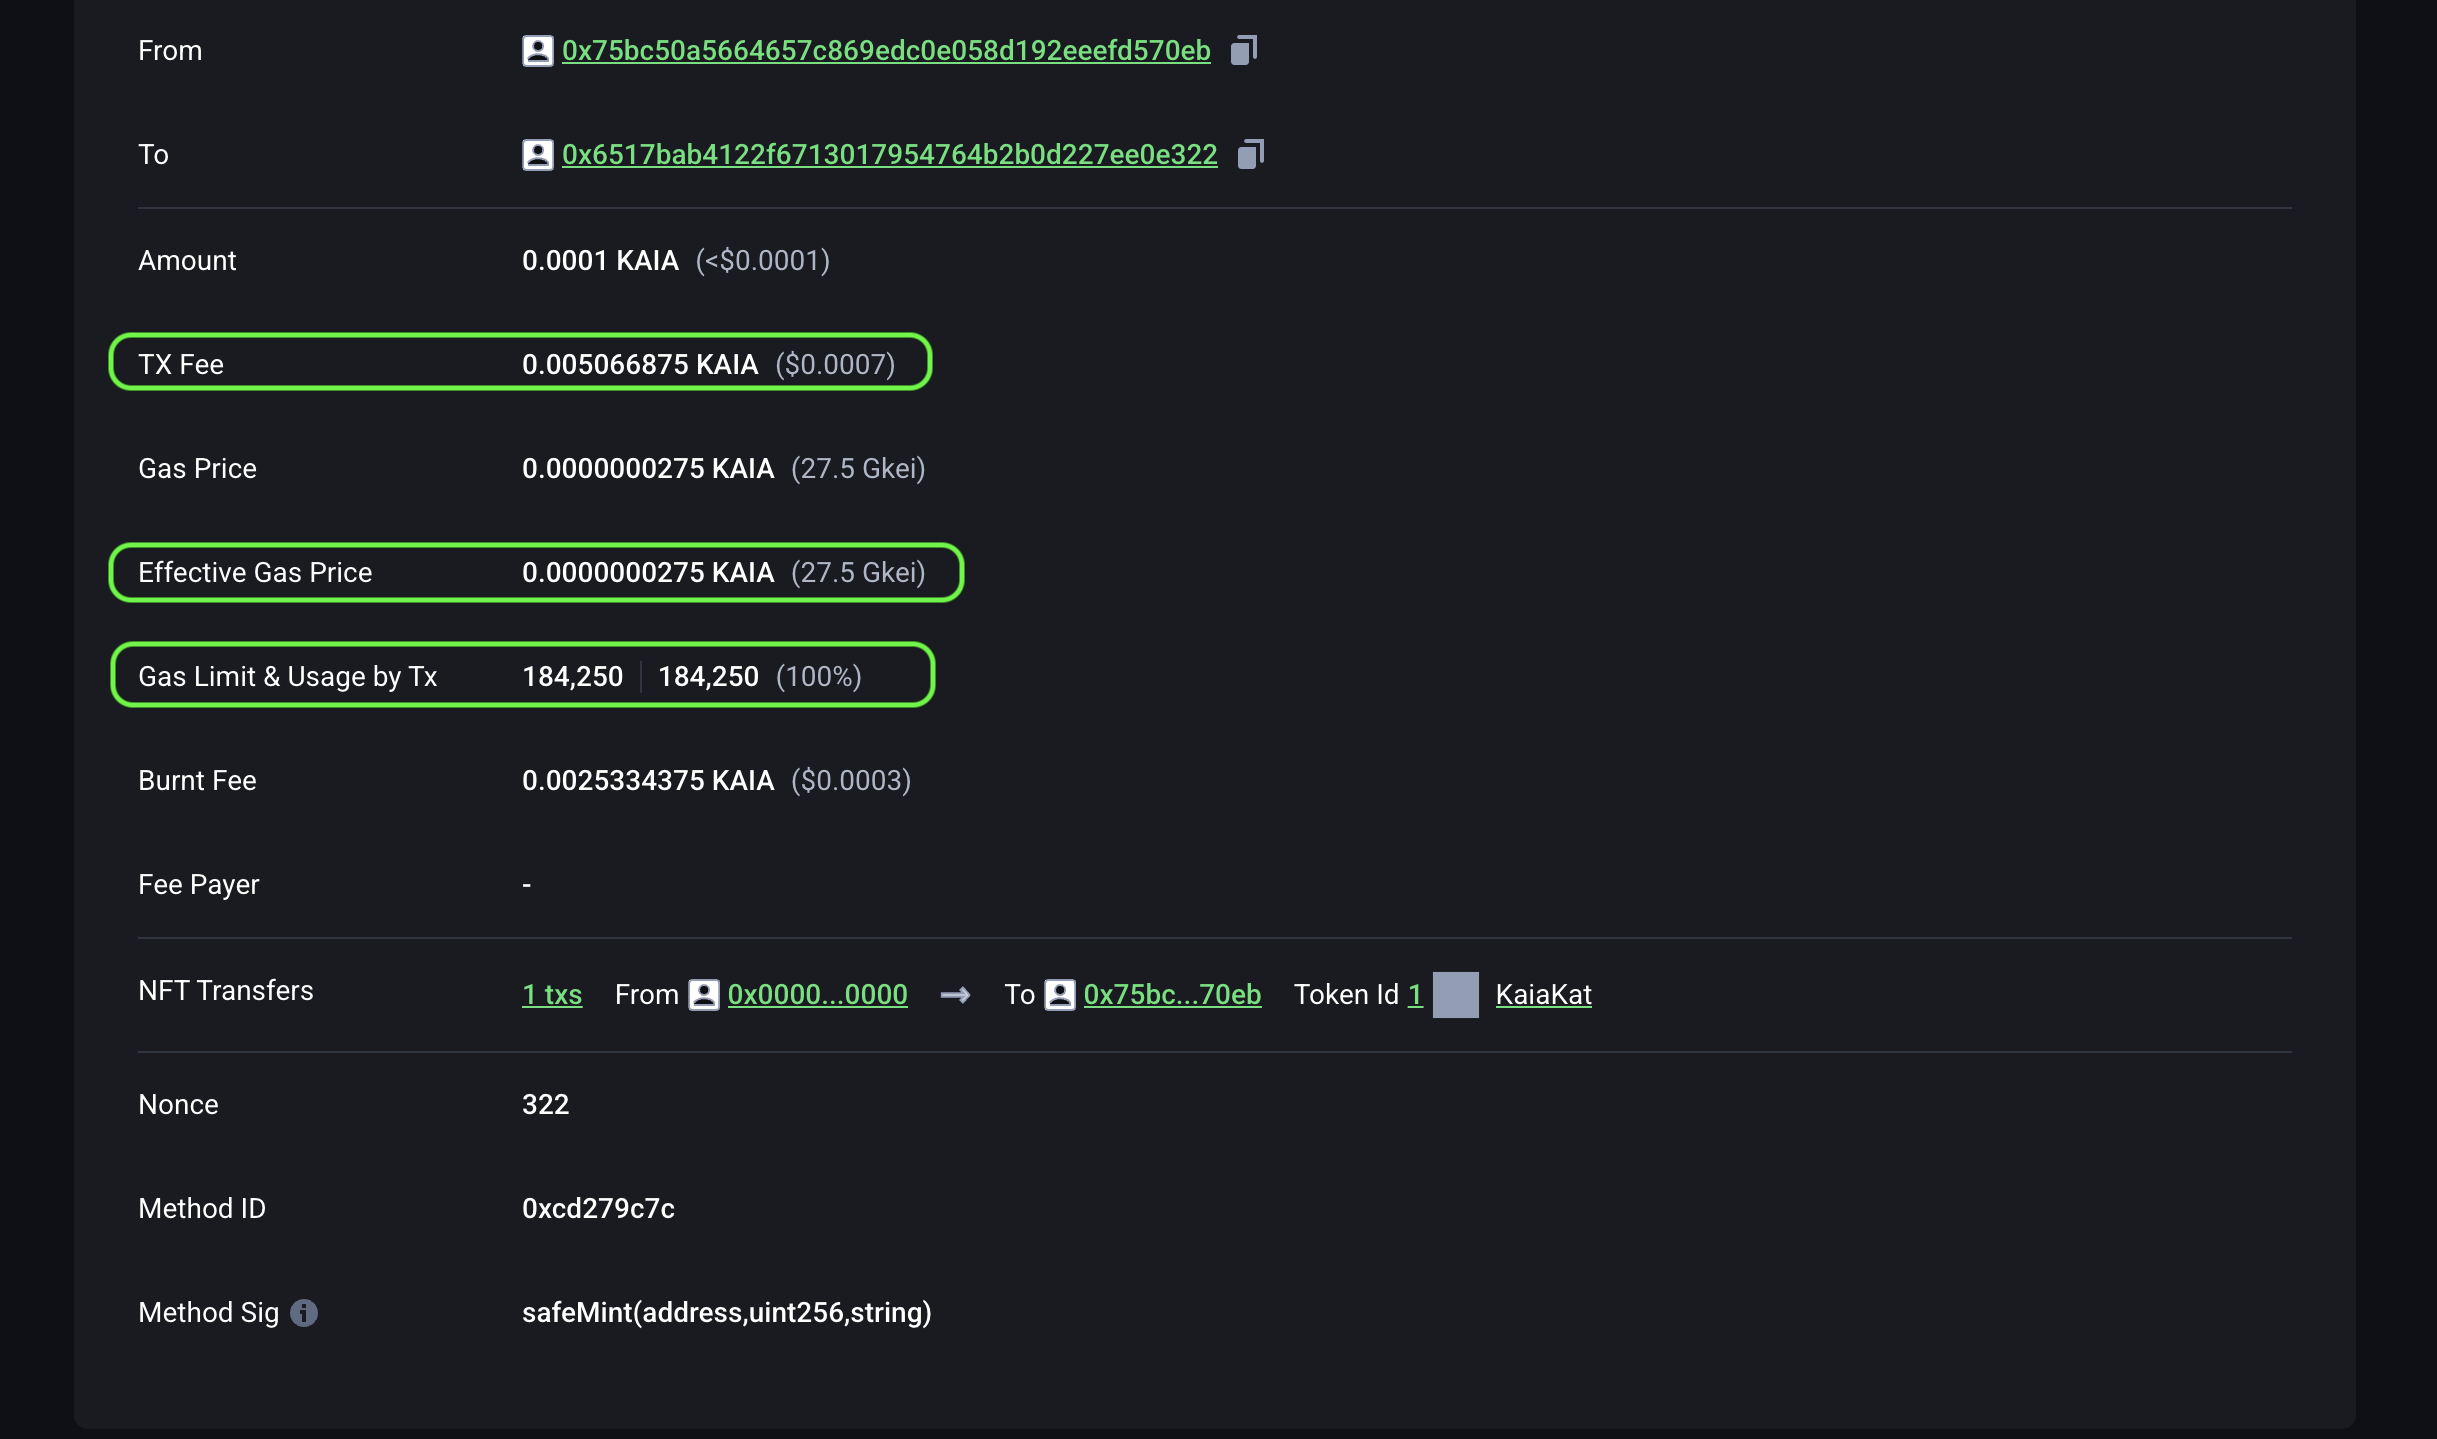 From 0x75bc50a5664657c869edc0e058d192eeefd570eb
To 0x6517bab4122f6713017954764b2b0d227ee0e322
Amount 0.0001 KAIA (<$0.0001)
TX Fee 0.005066875 KAIA ($0.0007)
Gas Price 0.0000000275 KAIA (27.5 Gkei)
Effective Gas Price 0.0000000275 KAIA (27.5 Gkei)
Gas Limit & Usage by Tx 184,250 184,250 (100%)
Burnt Fee 0.0025334375 KAIA ($0.0003)
Fee Payer -
NFT Transfers 1 txs From 0x0000...0000 → To 0x75bc...70eb Token Id 1 KaiaKat
Nonce 322
Method ID 0xcd279c7c
Method Sig safeMint(address,uint256,string)